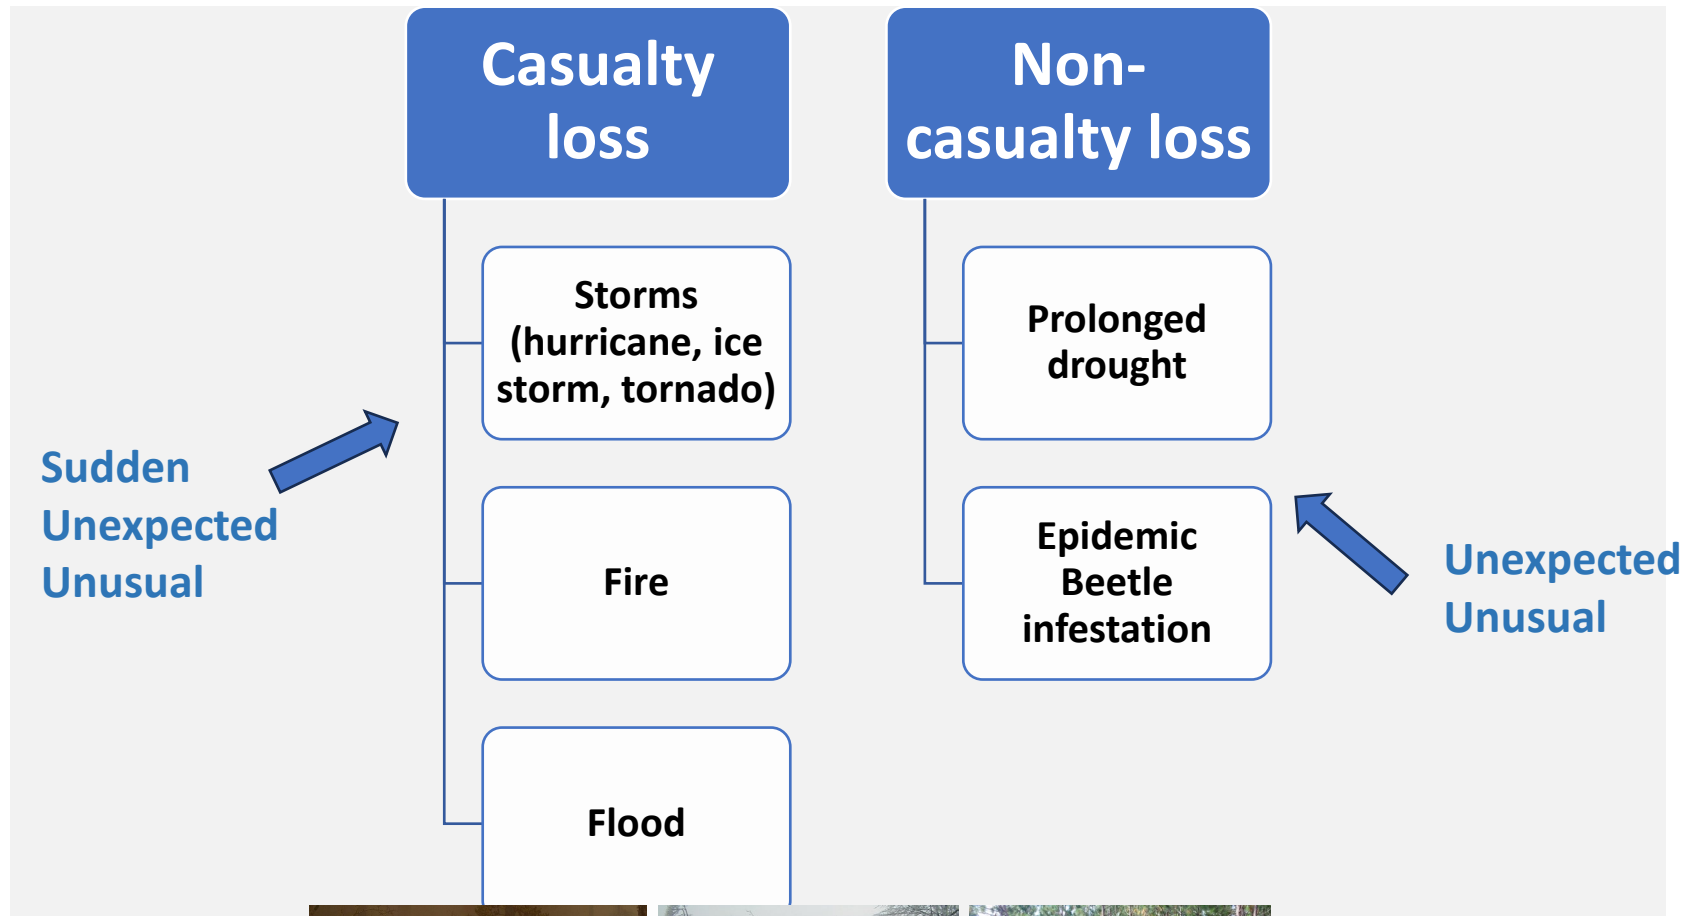 Casualty
loss
Storms
(hurricane, ice
storm, tornado)
Fire
Flood
Sudden
Unexpected
Unusual
Non-
casualty loss
Prolonged
drought
Epidemic
Beetle
infestation
Unexpected
Unusual